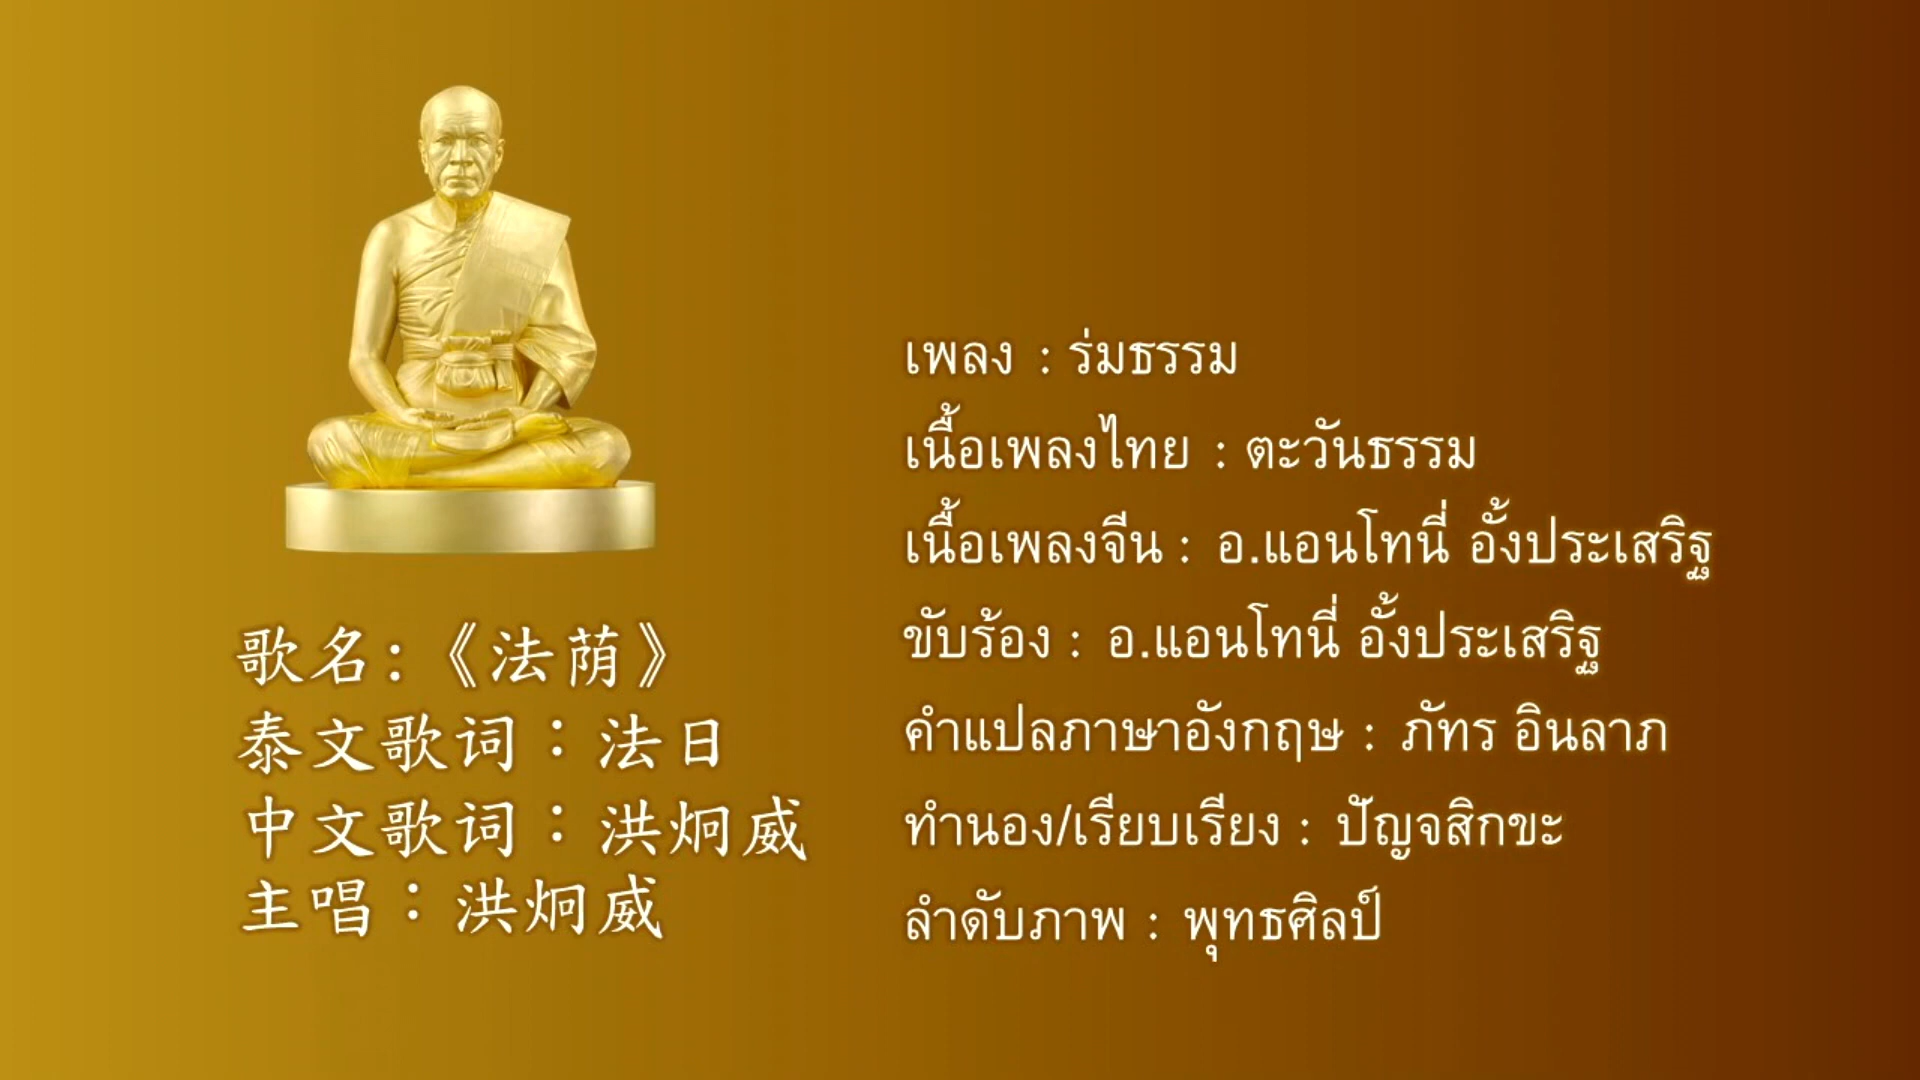 歌名:《法荫》
泰文歌词：法日
中文歌词：洪炯威
主唱：洪炯威
เพลง : ร่มธรรม
เนื้อเพลงไทย : ตะวันธรรม
เนื้อเพลงจีน : อ.แอนโทนี่ อั้งประเสริฐ
ขับร้อง : อ.แอนโทนี่ อั้งประเสริฐ
คำแปลภาษาอังกฤษ : ภัทร อินลาภ
ทำนอง/เรียบเรียง : ปัญจสิกขะ
ลำดับภาพ : พุทธศิลป์